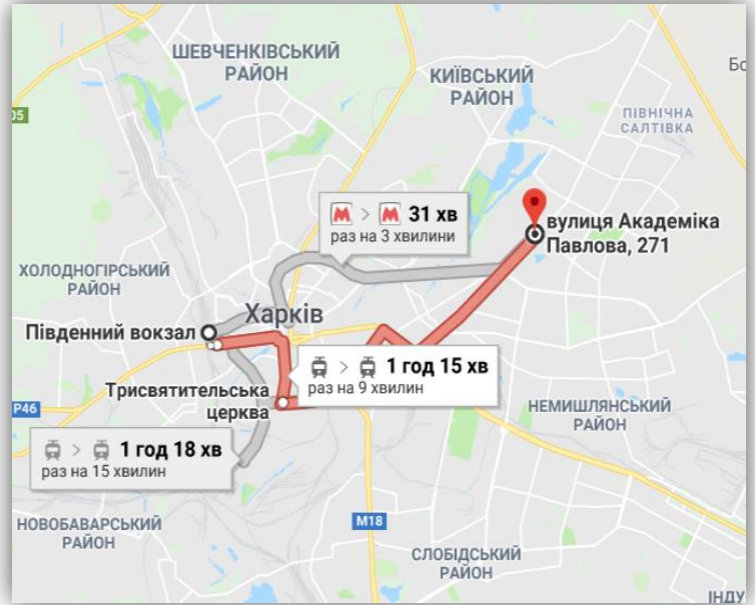 ШЕВЧЕНКІВСЬКИЙ
РАЙОН
КИЇВСЬКИЙ
РАЙОН
Бо
05
ПІВНІЧНА
САЛТІВКА
М > М 31 хв
раз на 3 хвилини
вулиця Академіка
Павлова, 271
ХОЛОДНОГІРСЬКИЙ
РАЙОН
Харків
Південний вокзал
1 год 15 хв
раз на 9 хвилин
Трисвятительська
церква
P46
НЕМИШЛЯНСЬКИЙ
РАЙОН
1 год 18 хв
раз на 15 хвилин
НОВОБАВАРСЬКИЙ
РАЙОН
M18
СЛОБІДСЬКИЙ
РАЙОН
ІНДУ